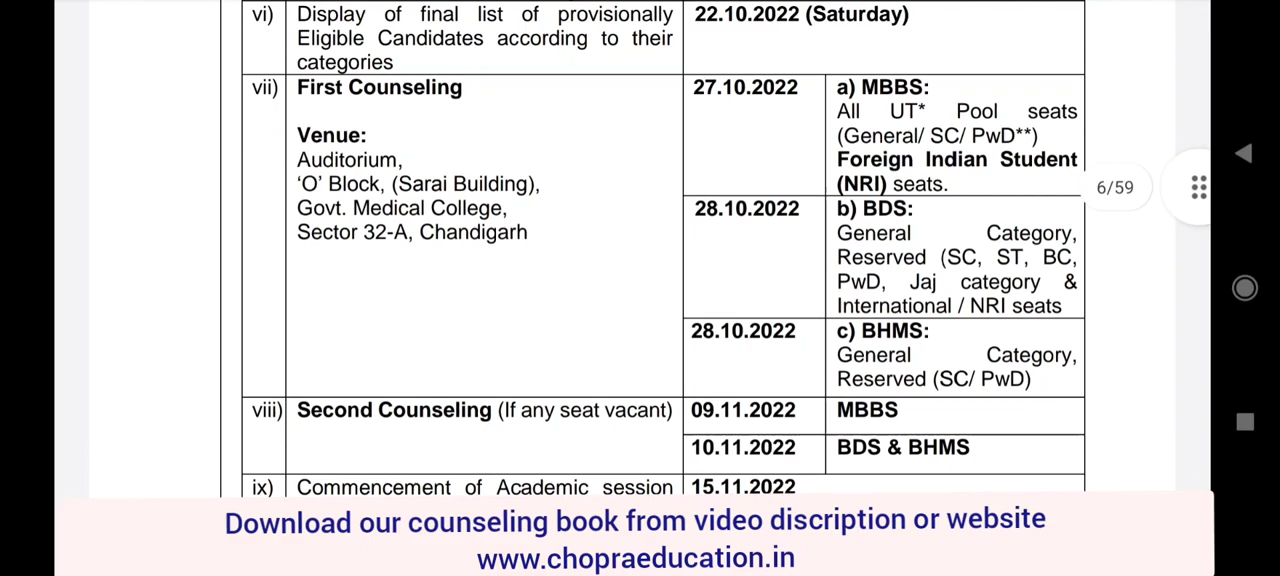 vi) Display of final list of provisionally 22.10.2022 (Saturday)
Eligible Candidates according to their
categories
vii) First Counseling 27.10.2022 a) MBBS:
All UT* Pool seats
Venue: (General/ SC/ PwD**)
Auditorium, Foreign Indian Student
'O' Block, (Sarai Building), (NRI) seats.
Govt. Medical College, 28.10.2022 b) BDS:
Sector 32-A, Chandigarh General Category,
Reserved (SC, ST, BC,
PwD, Jaj category &
International / NRI seats
28.10.2022 c) BHMS:
General Category,
Reserved (SC/ PwD)
viii) Second Counseling (If any seat vacant) 09.11.2022 MBBS
10.11.2022 BDS & BHMS
ix) Commencement of Academic session 15.11.2022
6/59
Download our counseling book from video discription or website
www.chopraeducation.in